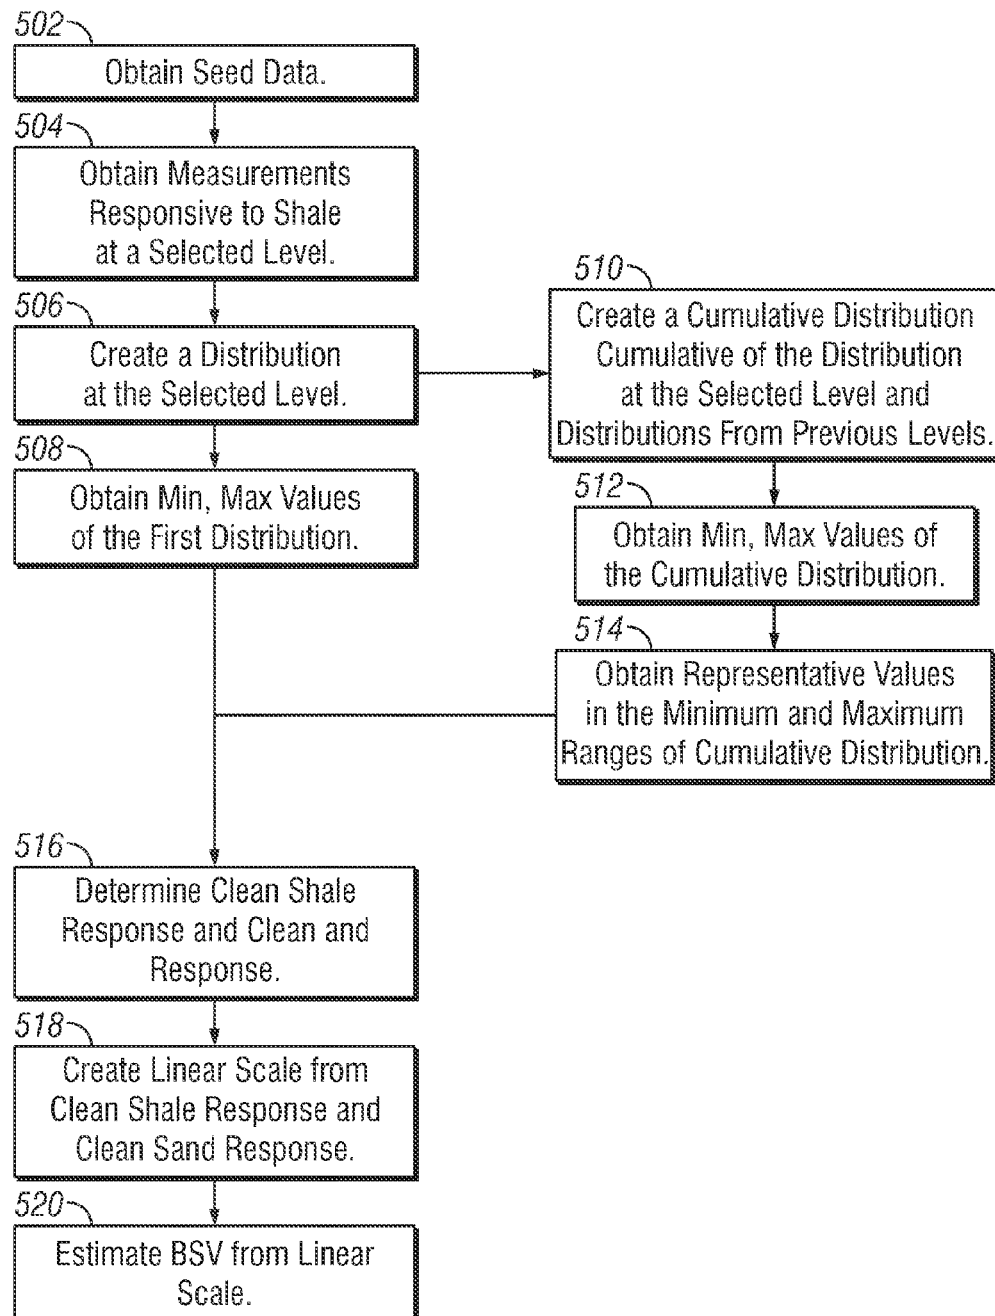 502
Obtain Seed Data.
504
Obtain Measurements
Responsive to Shale
at a Selected Level.
506
Create a Distribution
at the Selected Level.
508
Obtain Min, Max Values
of the First Distribution.
510
Create a Cumulative Distribution
Cumulative of the Distribution
at the Selected Level and
Distributions From Previous Levels.
512
Obtain Min, Max Values of
the Cumulative Distribution.
514
Obtain Representative Values
in the Minimum and Maximum
Ranges of Cumulative Distribution.
516
Determine Clean Shale
Response and Clean and
Response.
518
Create Linear Scale from
Clean Shale Response and
Clean Sand Response.
520
Estimate BSV from Linear
Scale.